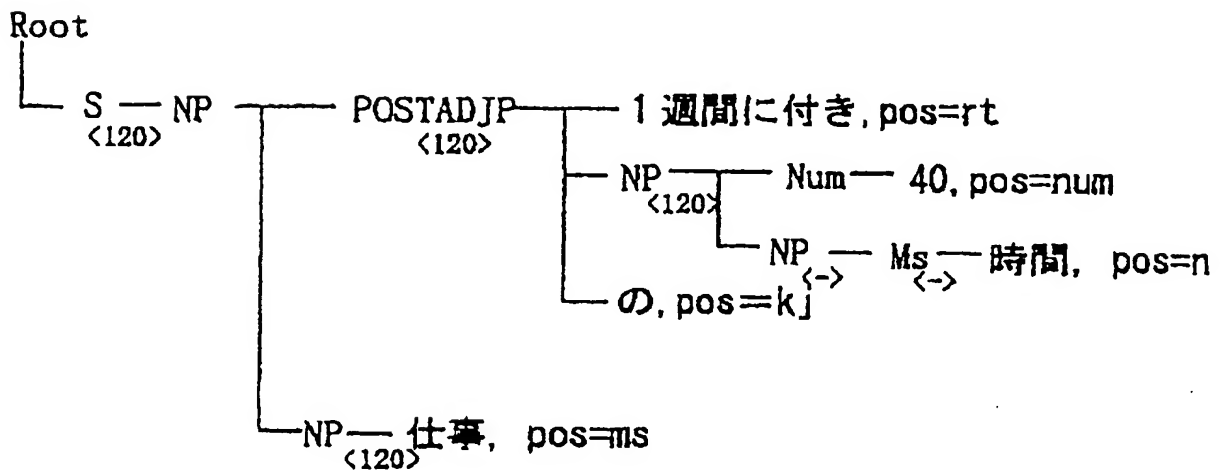 Root
S NP POSTADJP 1週間に付き, pos=rt
<120> <120>
NP Num 40, pos=num
<120>
NP Ms 時間, pos=n
<-> <->
の, pos=kj
NP 仕事, pos=ms
<120>